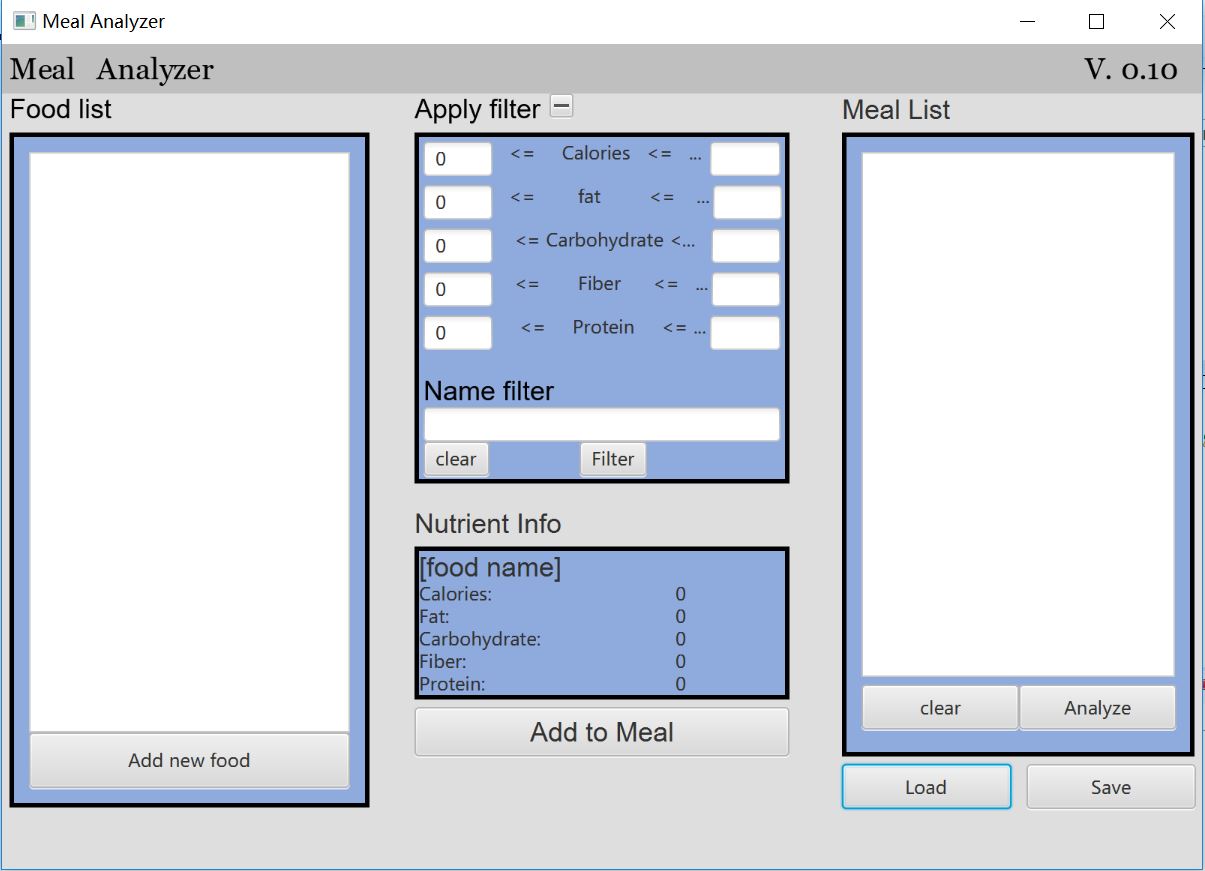 Meal Analyzer
Meal Analyzer V. 0.10
Food list
Add new food
Apply filter
0 <= Calories <= ...
0 <= fat <= ...
0 <= Carbohydrate <...
0 <= Fiber <= ...
0 <= Protein <= ...
Name filter
clear Filter
Nutrient Info
[food name]
Calories: 0
Fat: 0
Carbohydrate: 0
Fiber: 0
Protein: 0
Add to Meal
Meal List
clear Analyze
Load Save